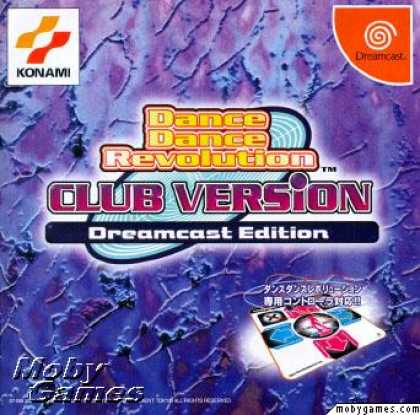 KONAMI
Dreamcast.
Dance
Dance
Revolution
TM
CLUB VERSiON
Dreamcast Edition
ダンスダンスレボリューション
専用コントローラ対応!!
Moby
Games
mobygames.com